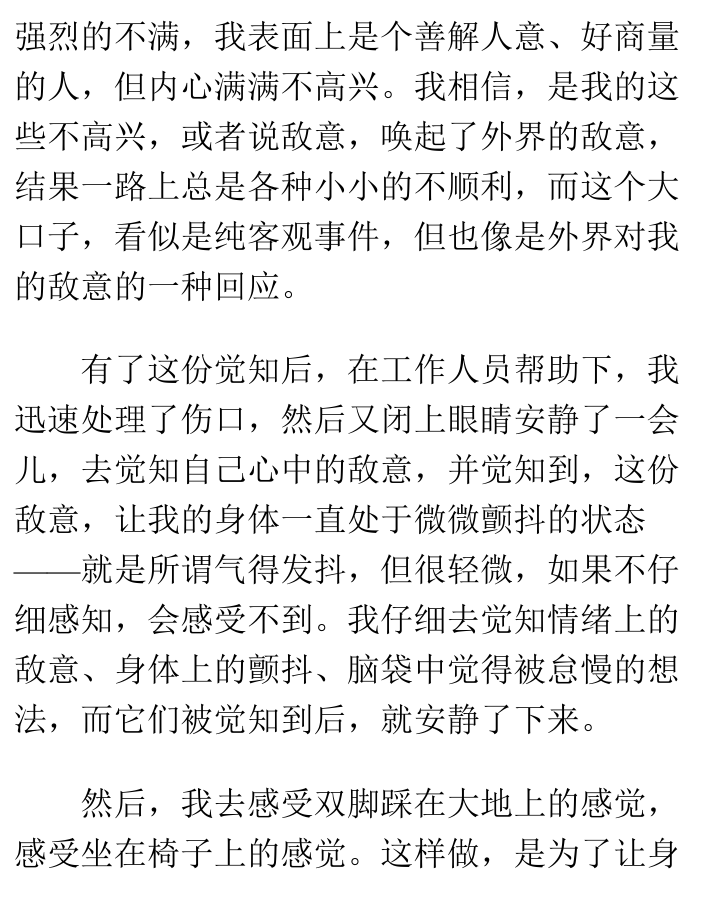 强烈的不满，我表面上是个善解人意、好商量
的人，但内心满满不高兴。我相信，是我的这
些不高兴，或者说敌意，唤起了外界的敌意，
结果一路上总是各种小小的不顺利，而这个大
口子，看似是纯客观事件，但也像是外界对我
的敌意的一种回应。
有了这份觉知后，在工作人员帮助下，我
迅速处理了伤口，然后又闭上眼睛安静了一会
儿，去觉知自己心中的敌意，并觉知到，这份
敌意，让我的身体一直处于微微颤抖的状态
——就是所谓气得发抖，但很轻微，如果不仔
细感知，会感受不到。我仔细去觉知情绪上的
敌意、身体上的颤抖、脑袋中觉得被怠慢的想
法，而它们被觉知到后，就安静了下来。
然后，我去感受双脚踩在大地上的感觉，
感受坐在椅子上的感觉。这样做，是为了让身